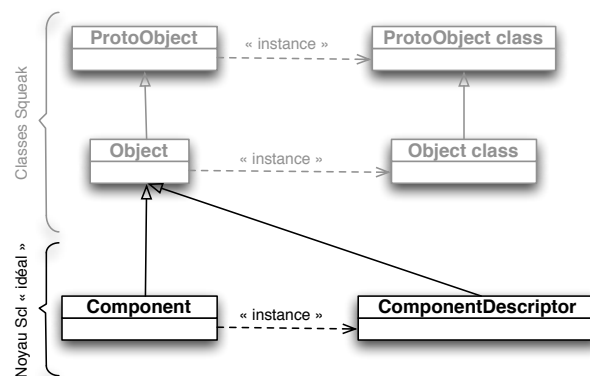 ProtoObject
« instance »
ProtoObject class
Classes Squeak
Object
« instance »
Object class
Noyau Scl « idéal »
Component
« instance »
ComponentDescriptor